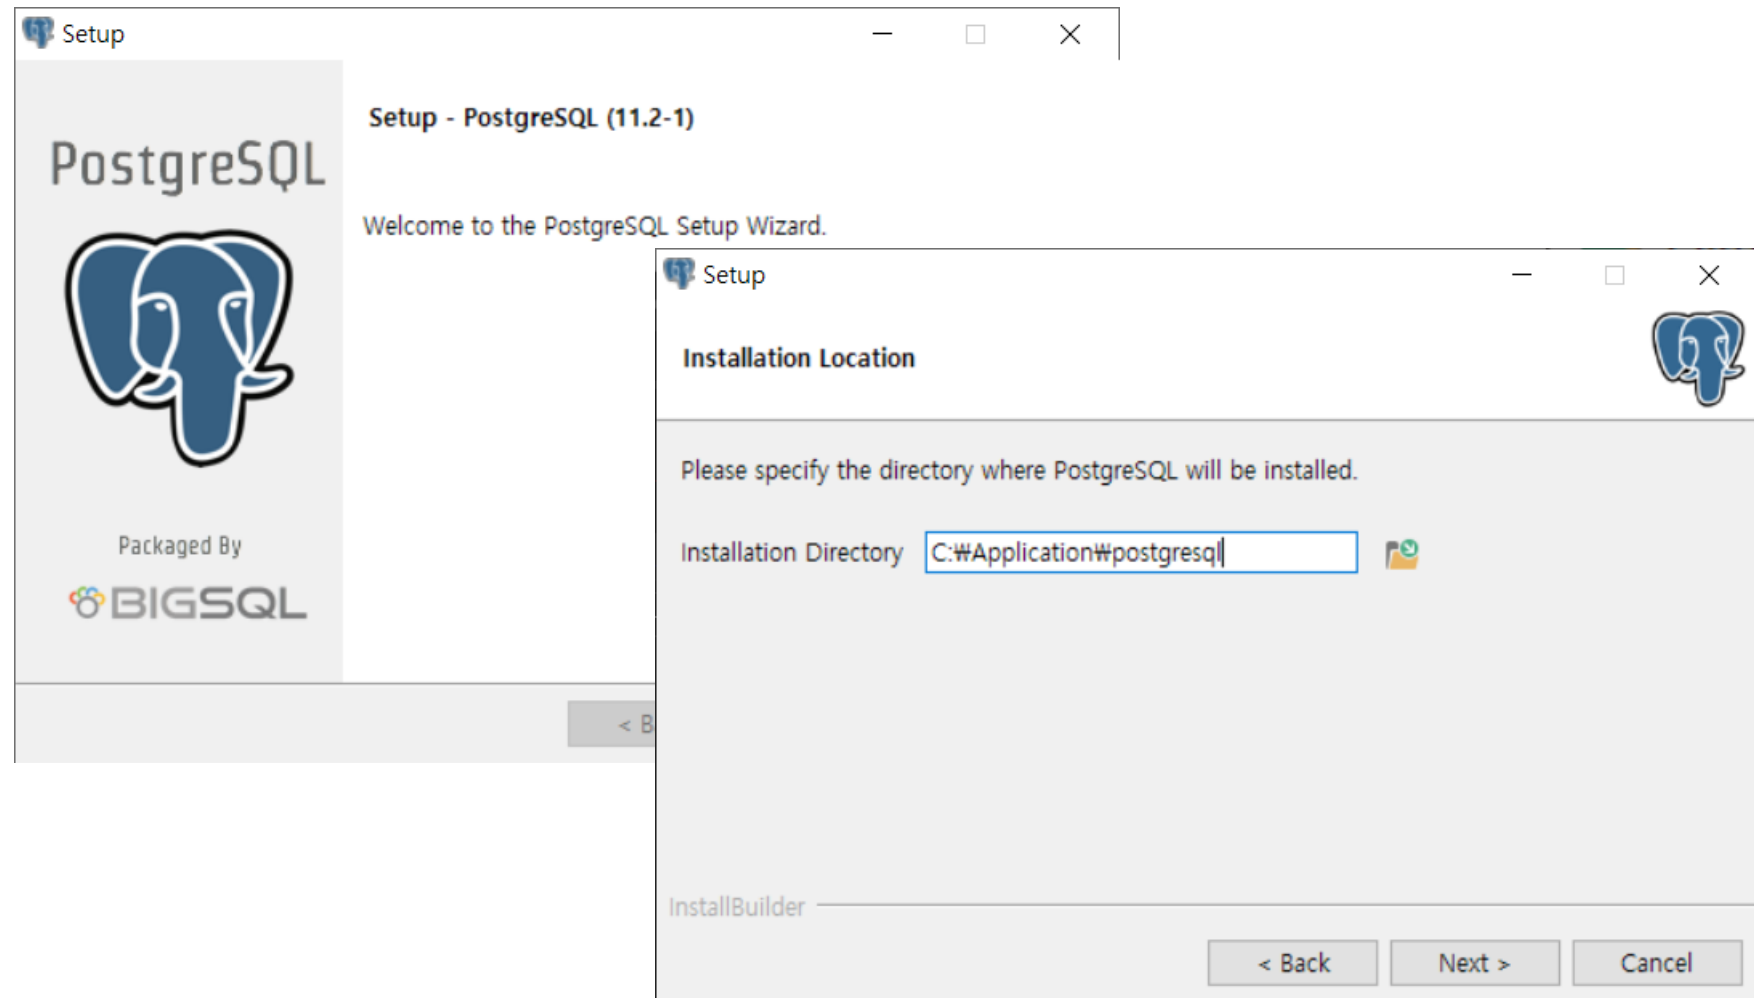 Setup
PostgreSQL
Setup - PostgreSQL (11.2-1)
Welcome to the PostgreSQL Setup Wizard.
Packaged By
BIGSQL
< B
Setup
Installation Location
Please specify the directory where PostgreSQL will be installed.
Installation Directory C:₩Application₩postgresql
InstallBuilder
< Back Next > Cancel